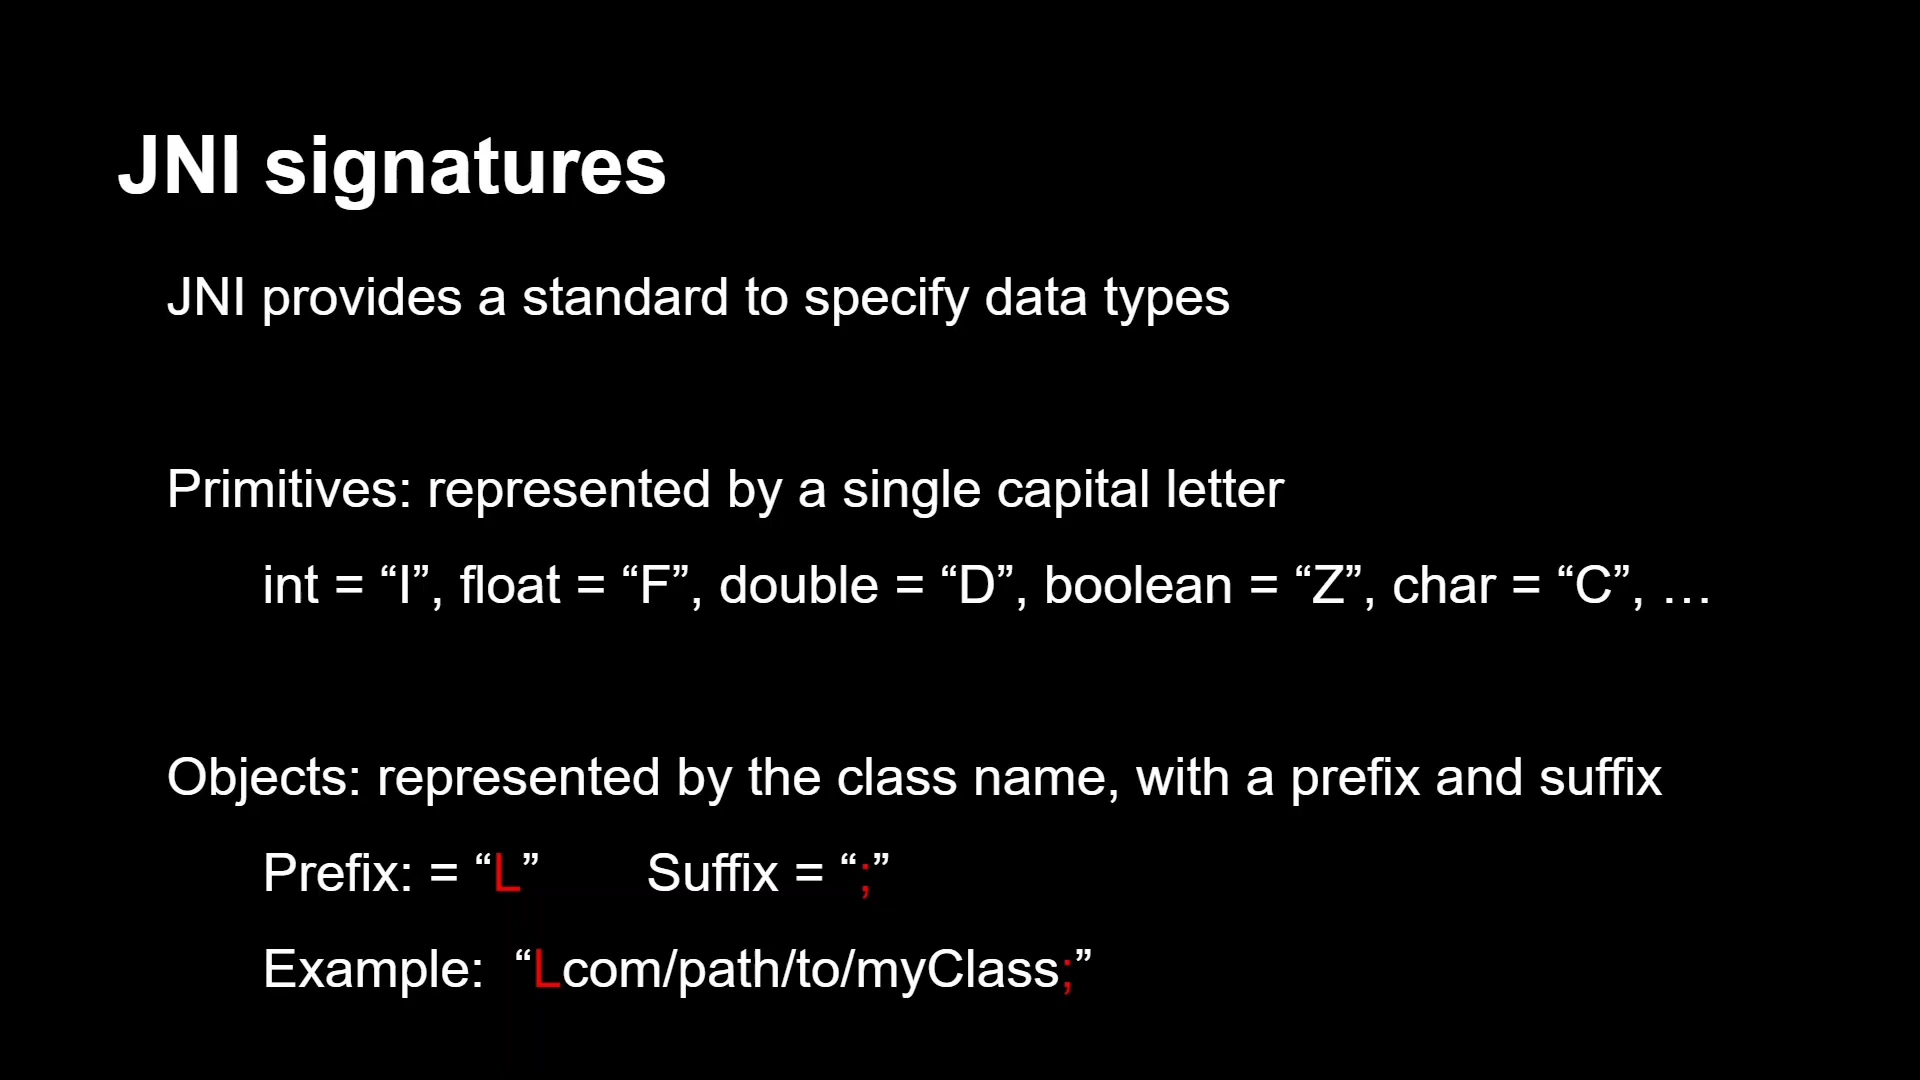 JNI signatures
JNI provides a standard to specify data types
Primitives: represented by a single capital letter
int = “I”, float = “F”, double = “D”, boolean = “Z”, char = “C”, …
Objects: represented by the class name, with a prefix and suffix
Prefix: = “L” Suffix = “;”
Example: “Lcom/path/to/myClass;”